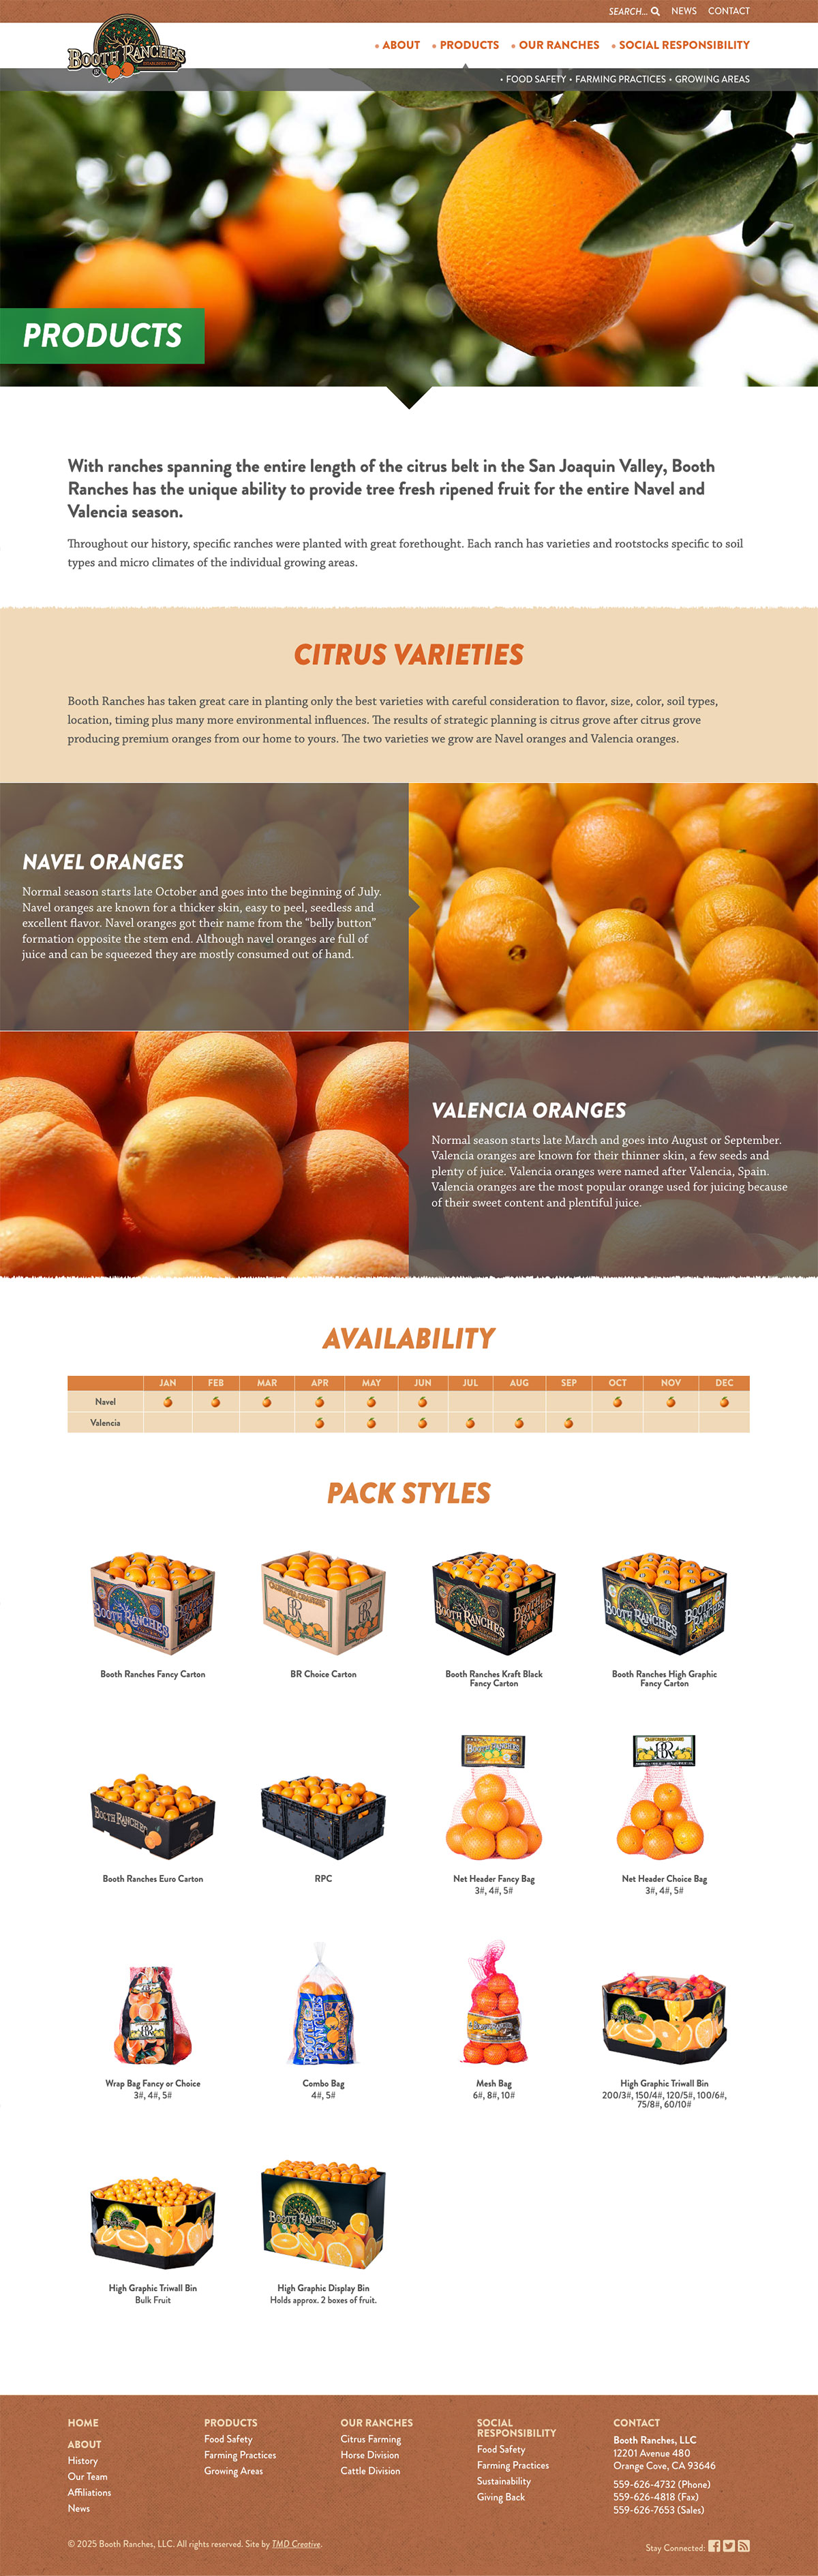 SEARCH... NEWS CONTACT
BOOTH RANCHES
• ABOUT • PRODUCTS • OUR RANCHES • SOCIAL RESPONSIBILITY
• FOOD SAFETY • FARMING PRACTICES • GROWING AREAS
PRODUCTS
With ranches spanning the entire length of the citrus belt in the San Joaquin Valley, Booth
Ranches has the unique ability to provide tree fresh ripened fruit for the entire Navel and
Valencia season.
Throughout our history, specific ranches were planted with great forethought. Each ranch has varieties and rootstocks specific to soil
types and micro climates of the individual growing areas.
CITRUS VARIETIES
Booth Ranches has taken great care in planting only the best varieties with careful consideration to flavor, size, color, soil types,
location, timing plus many more environmental influences. The results of strategic planning is citrus grove after citrus grove
producing premium oranges from our home to yours. The two varieties we grow are Navel oranges and Valencia oranges.
NAVEL ORANGES
Normal season starts late October and goes into the beginning of July.
Navel oranges are known for a thicker skin, easy to peel, seedless and
excellent flavor. Navel oranges got their name from the "belly button"
formation opposite the stem end. Although navel oranges are full of
juice and can be squeezed they are mostly consumed out of hand.
VALENCIA ORANGES
Normal season starts late March and goes into August or September.
Valencia oranges are known for their thinner skin, a few seeds and
plenty of juice. Valencia oranges were named after Valencia, Spain.
Valencia oranges are the most popular orange used for juicing because
of their sweet content and plentiful juice.
AVAILABILITY
JAN FEB MAR APR MAY JUN JUL AUG SEP OCT NOV DEC
Navel
Valencia
PACK STYLES
BOOTH RANCHES
BOOTH RANCHES
BOOTH RANCHES
Booth Ranches Fancy Carton
BR Choice Carton
Booth Ranches Kraft Black
Fancy Carton
Booth Ranches High Graphic
Fancy Carton
BOOTH RANCHES
Booth Ranches Euro Carton
RPC
Net Header Fancy Bag
3#, 4#, 5#
Net Header Choice Bag
3#, 4#, 5#
BOOTH RANCHES
Wrap Bag Fancy or Choice
3#, 4#, 5#
Combo Bag
4#, 5#
Mesh Bag
6#, 8#, 10#
High Graphic Triwall Bin
200/3#, 150/4#, 120/5#, 100/6#,
75/8#, 60/10#
BOOTH RANCHES
High Graphic Triwall Bin
Bulk Fruit
High Graphic Display Bin
Holds approx. 2 boxes of fruit.
HOME
ABOUT
History
Our Team
Affiliations
News
PRODUCTS
Food Safety
Farming Practices
Growing Areas
OUR RANCHES
Citrus Farming
Horse Division
Cattle Division
SOCIAL
RESPONSIBILITY
Food Safety
Farming Practices
Sustainability
Giving Back
CONTACT
Booth Ranches, LLC
12201 Avenue 480
Orange Cove, CA 93646
559-626-4732 (Phone)
559-626-4818 (Fax)
559-626-7653 (Sales)
© 2025 Booth Ranches, LLC. All rights reserved. Site by TMD Creative.
Stay Connected: